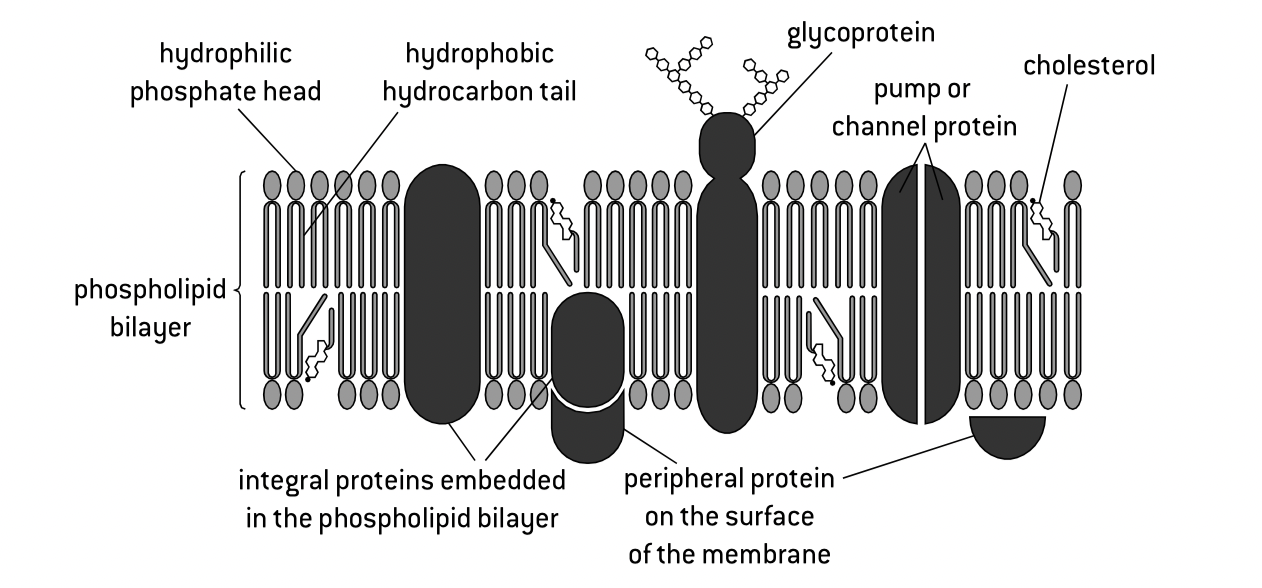 hydrophilic
phosphate head
hydrophobic
hydrocarbon tail
glycoprotein
pump or
channel protein
cholesterol
phospholipid
bilayer
integral proteins embedded
in the phospholipid bilayer
peripheral protein
on the surface
of the membrane